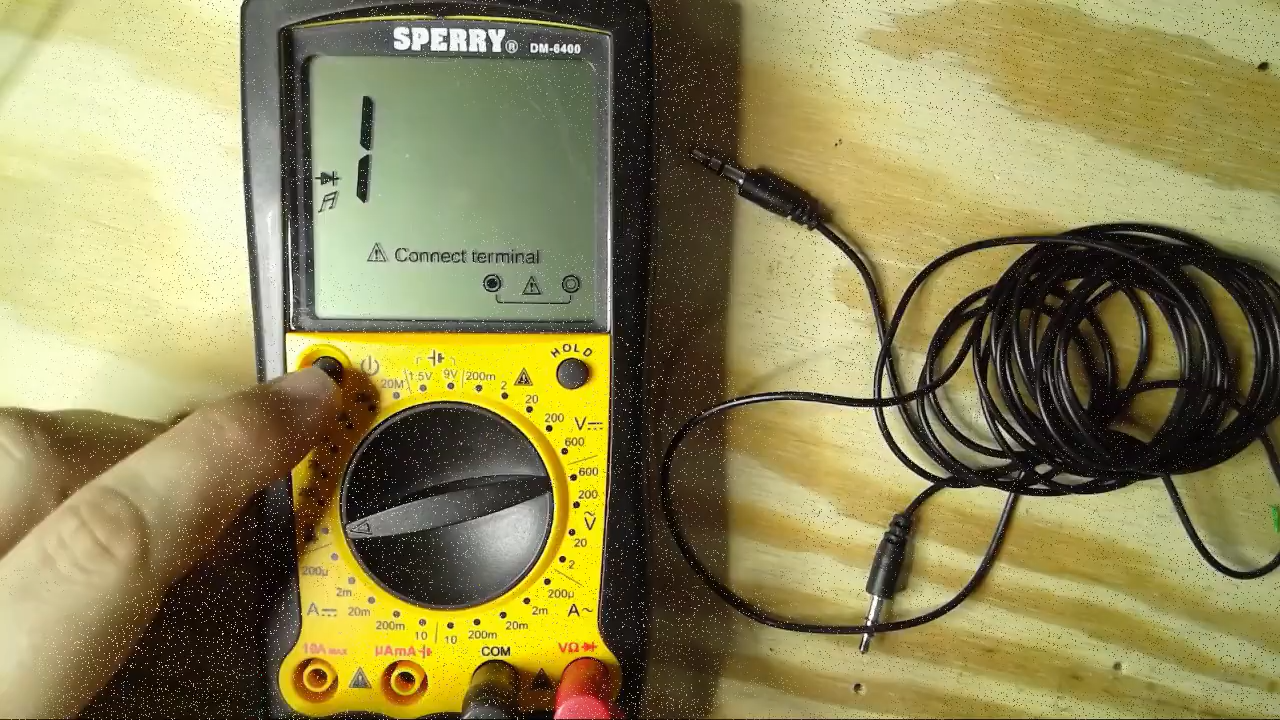 SPERRY® DM-6400
1
Connect terminal
HOLD
20M 1.5V 9V 200m 2
20
200 V
600
600
200
V
20
2
200µ 200µ
2m 2m
A 20m 20m A~
200m 10 10 200m
10A MAX µAmA COM VΩ